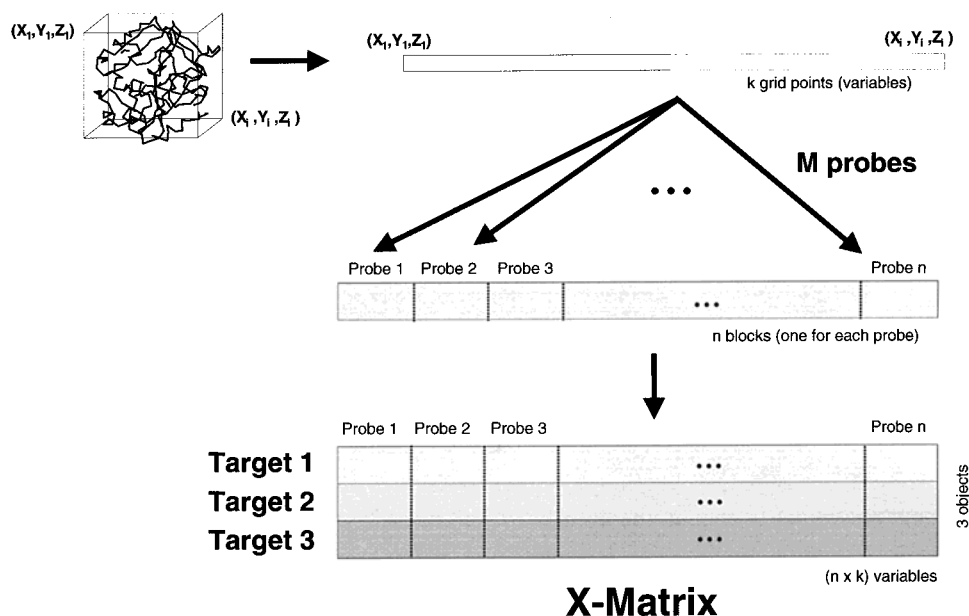 (X1,Y1,Z1)
(Xi,Yi,Zi)
(X1,Y1,Z1)
(Xi,Yi,Zi)
k grid points (variables)
M probes
...
Probe 1 Probe 2 Probe 3 Probe n
...
n blocks (one for each probe)
Probe 1 Probe 2 Probe 3 Probe n
Target 1 ...
Target 2 ...
Target 3 ...
3 objects
(n x k) variables
X-Matrix